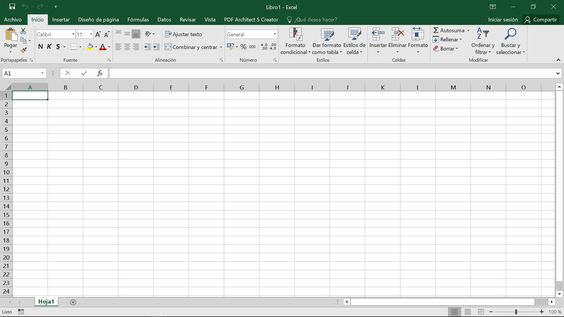 Libro1 - Excel
Archivo Inicio Insertar Diseño de página Fórmulas Datos Revisar Vista PDF Architect 5 Creator ¿Qué desea hacer? Iniciar sesión Compartir
Pegar
Calibri 11 A A
N K S A
Ajustar texto
Combinar y centrar
General
% 000
Formato condicional
Dar formato como tabla
Estilos de celda
Insertar Eliminar Formato
Autosuma
Rellenar
Borrar
Ordenar y filtrar
Buscar y seleccionar
Portapapeles Fuente Alineación Número Estilos Celdas Modificar
A1 fx
A B C D E F G H I J K L M N O
1
2
3
4
5
6
7
8
9
10
11
12
13
14
15
16
17
18
19
20
21
22
23
24
Hoja1
Listo 100 %